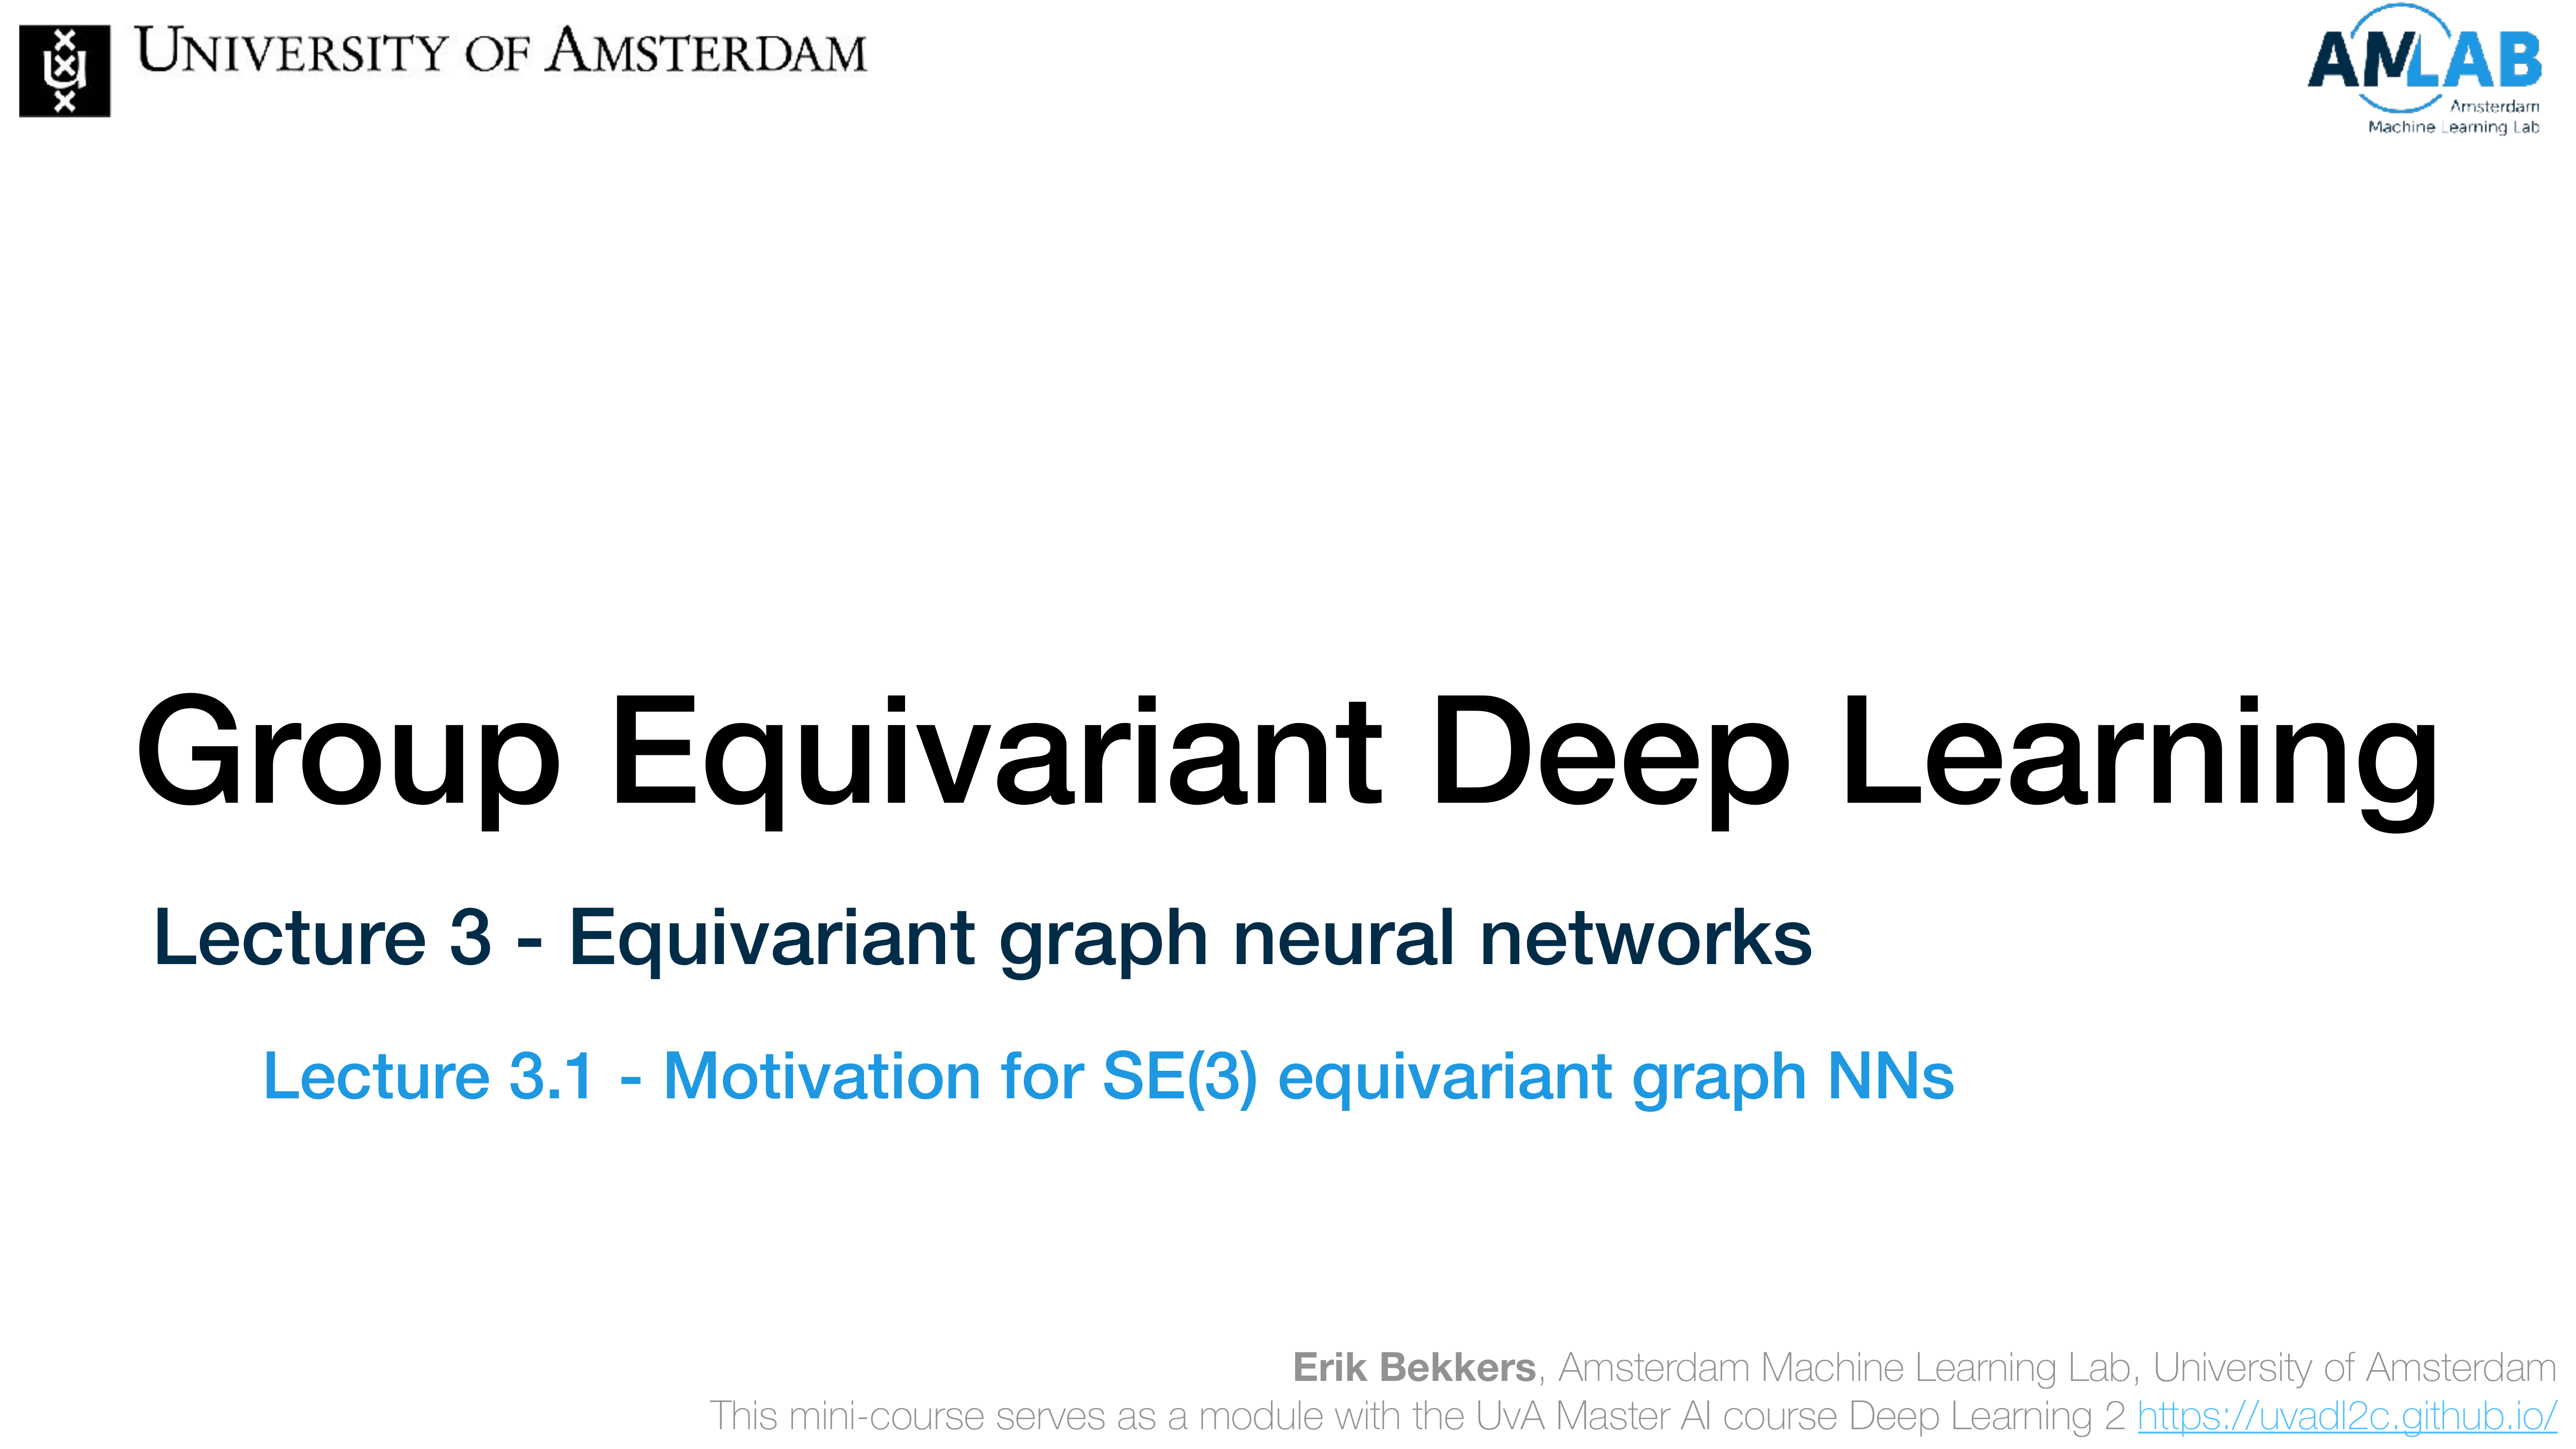 UNIVERSITY OF AMSTERDAM
AMLAB
Amsterdam
Machine Learning Lab
Group Equivariant Deep Learning
Lecture 3 - Equivariant graph neural networks
Lecture 3.1 - Motivation for SE(3) equivariant graph NNs
Erik Bekkers, Amsterdam Machine Learning Lab, University of Amsterdam
This mini-course serves as a module with the UvA Master AI course Deep Learning 2 https://uvadl2c.github.io/